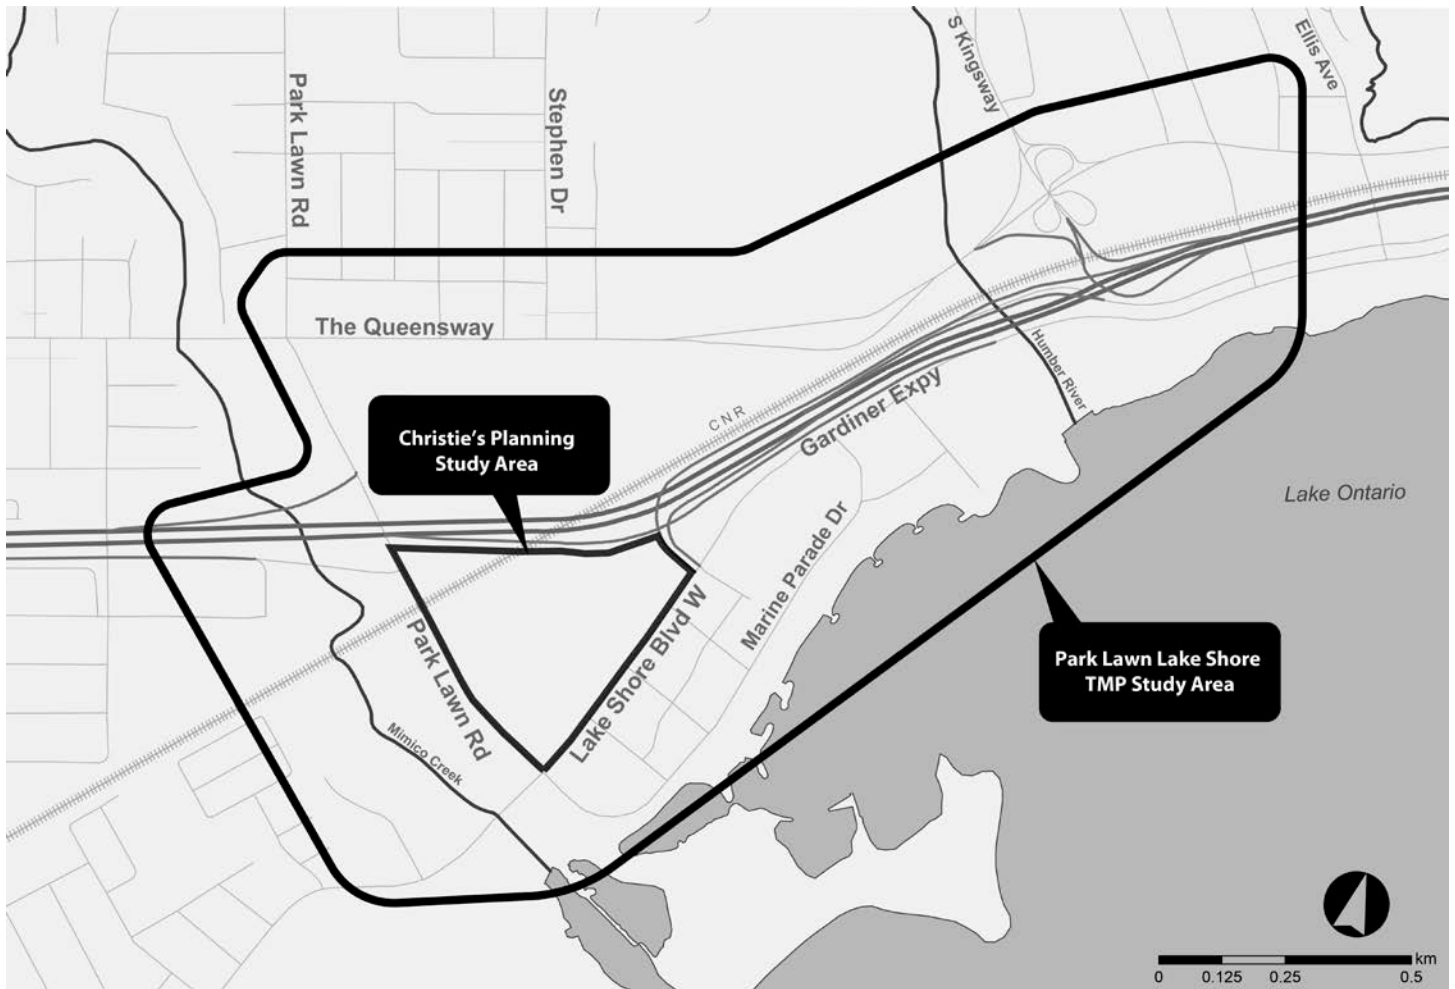 S Kingsway
Ellis Ave
Park Lawn Rd
Stephen Dr
The Queensway
Humber River
CNR
Gardiner Expy
Christie's Planning
Study Area
Lake Ontario
Marine Parade Dr
Lake Shore Blvd W
Park Lawn Rd
Park Lawn Lake Shore
TMP Study Area
Mimico Creek
km
0 0.125 0.25 0.5